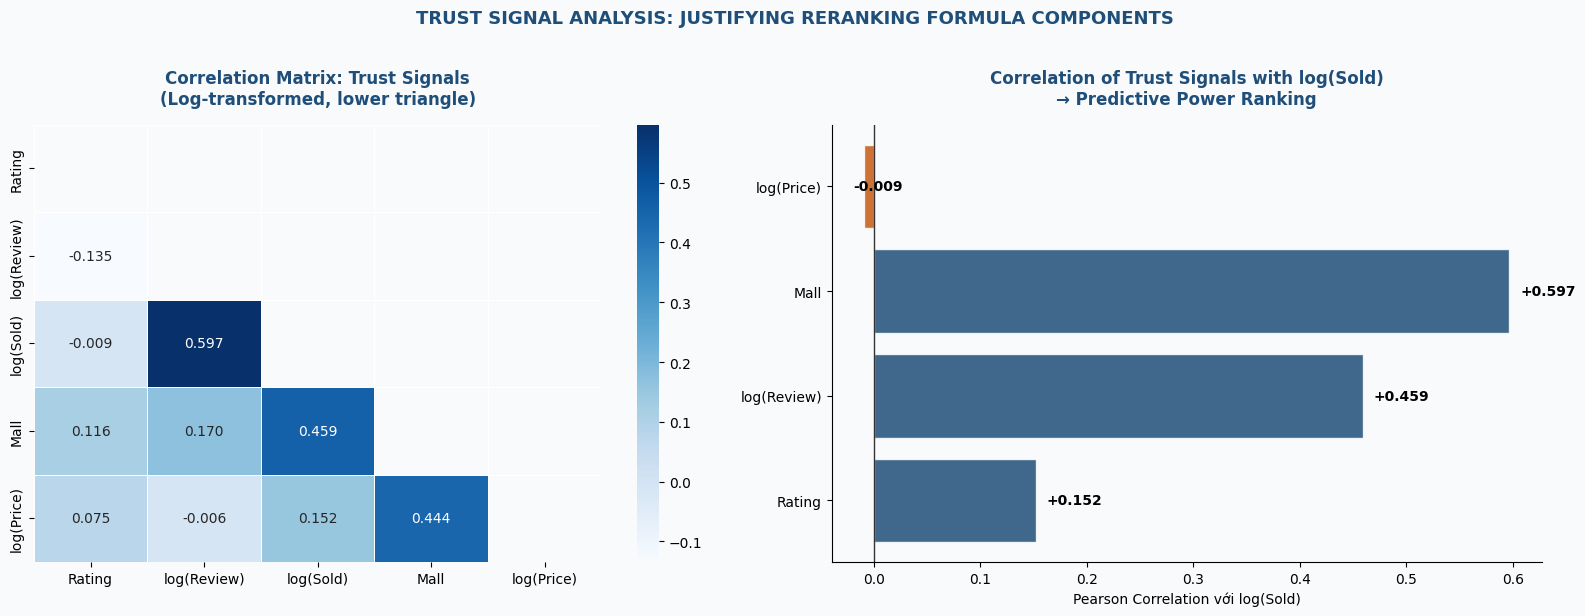 TRUST SIGNAL ANALYSIS: JUSTIFYING RERANKING FORMULA COMPONENTS
Correlation Matrix: Trust Signals
(Log-transformed, lower triangle)
Rating
log(Review)
-0.135
log(Sold)
-0.009 0.597
Mall
0.116 0.170 0.459
log(Price)
0.075 -0.006 0.152 0.444
Rating log(Review) log(Sold) Mall log(Price)
0.5
0.4
0.3
0.2
0.1
0.0
−0.1
Correlation of Trust Signals with log(Sold)
→ Predictive Power Ranking
log(Price) -0.009
Mall +0.597
log(Review) +0.459
Rating +0.152
0.0 0.1 0.2 0.3 0.4 0.5 0.6
Pearson Correlation với log(Sold)